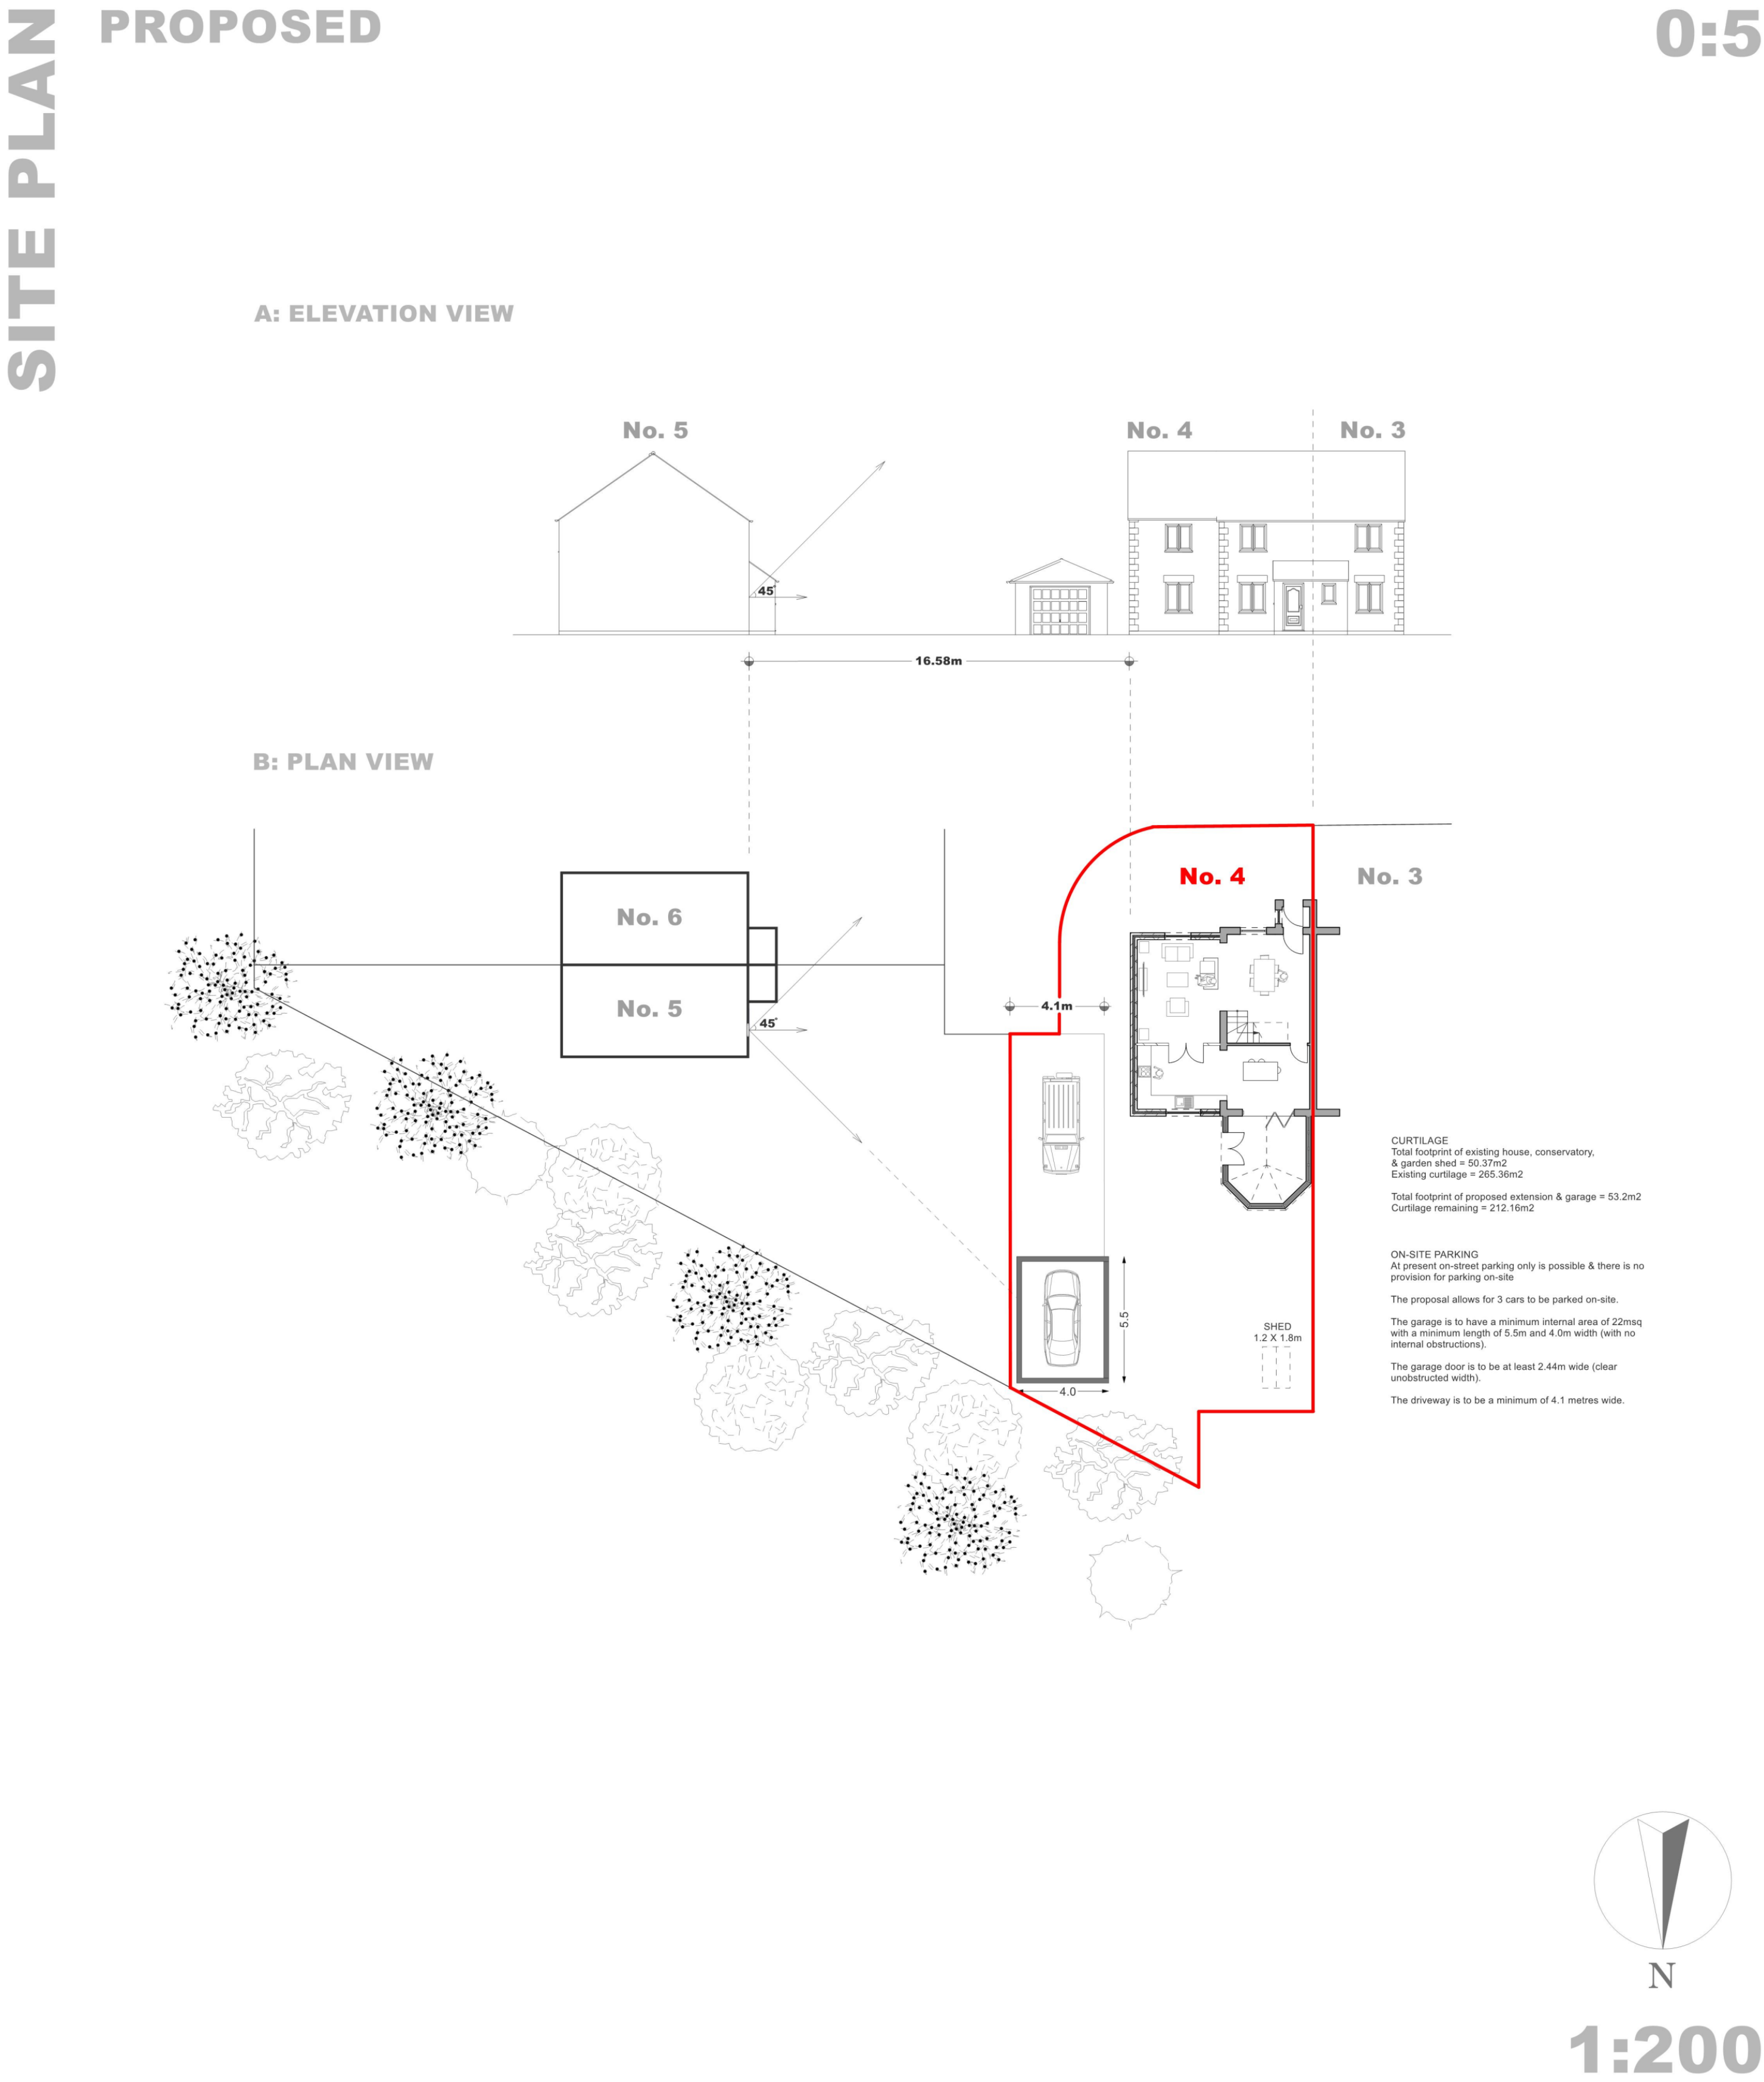 SITE PLAN
PROPOSED
0:5
A: ELEVATION VIEW
No. 5
No. 4
No. 3
45°
16.58m
B: PLAN VIEW
No. 4
No. 3
No. 6
No. 5
45°
4.1m
CURTILAGE
Total footprint of existing house, conservatory,
& garden shed = 50.37m2
Existing curtilage = 265.36m2
Total footprint of proposed extension & garage = 53.2m2
Curtilage remaining = 212.16m2
ON-SITE PARKING
At present on-street parking only is possible & there is no
provision for parking on-site
The proposal allows for 3 cars to be parked on-site.
The garage is to have a minimum internal area of 22msq
with a minimum length of 5.5m and 4.0m width (with no
internal obstructions).
The garage door is to be at least 2.44m wide (clear
unobstructed width).
The driveway is to be a minimum of 4.1 metres wide.
5.5
SHED
1.2 X 1.8m
4.0
N
1:200